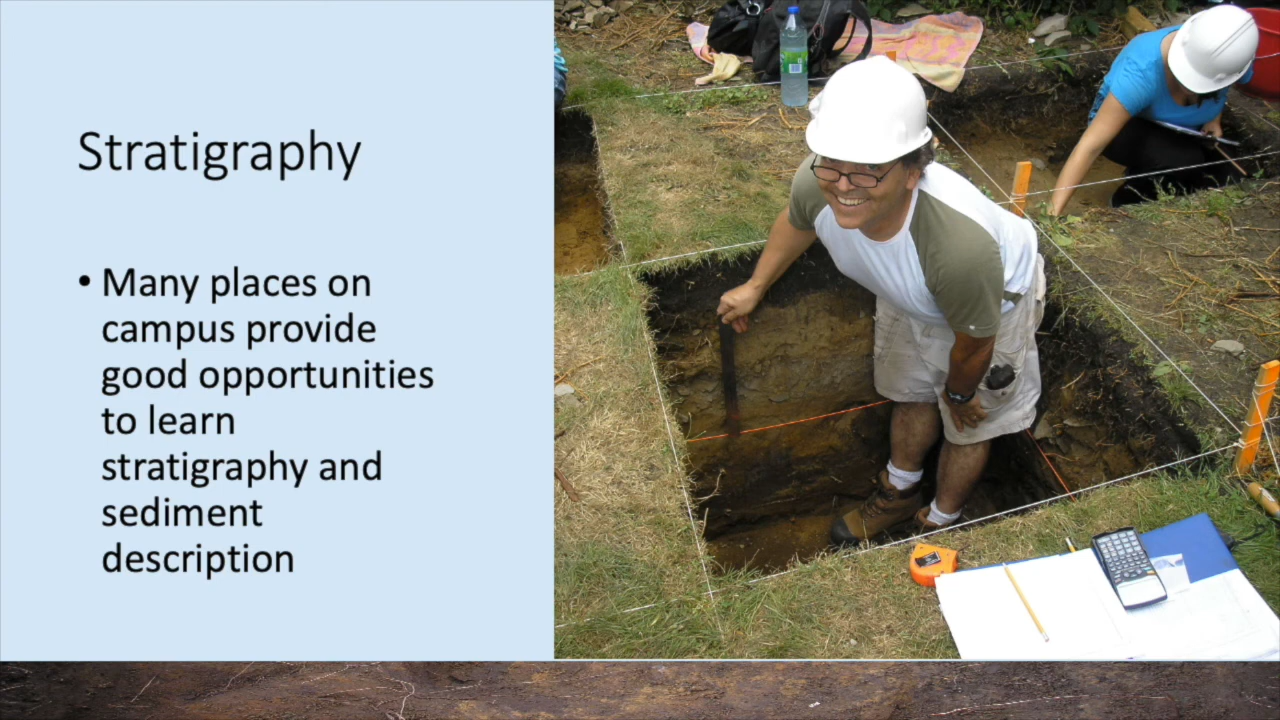 Stratigraphy
• Many places on
campus provide
good opportunities
to learn
stratigraphy and
sediment
description